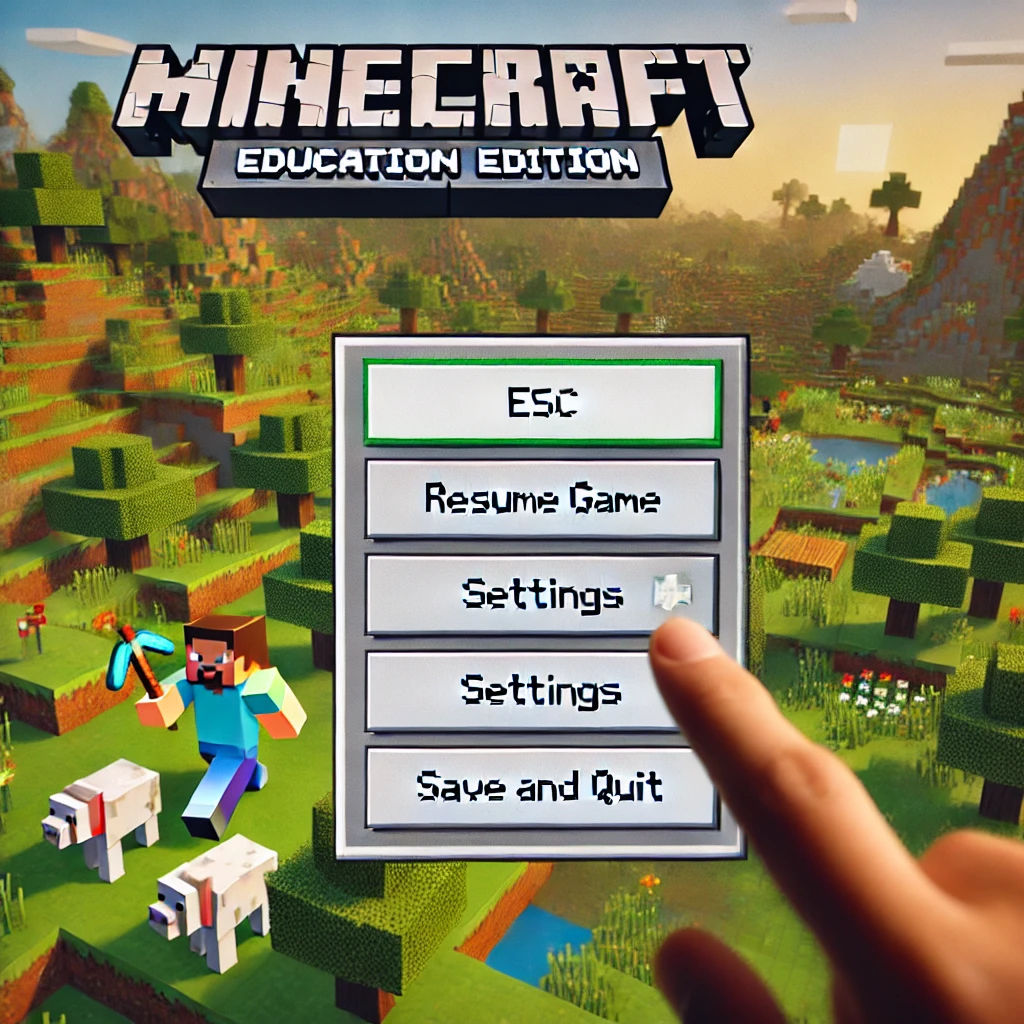 MINECRAFT
EDUCATION EDITION
ESC
Resume Game
Settings
Settings
Save and Quit